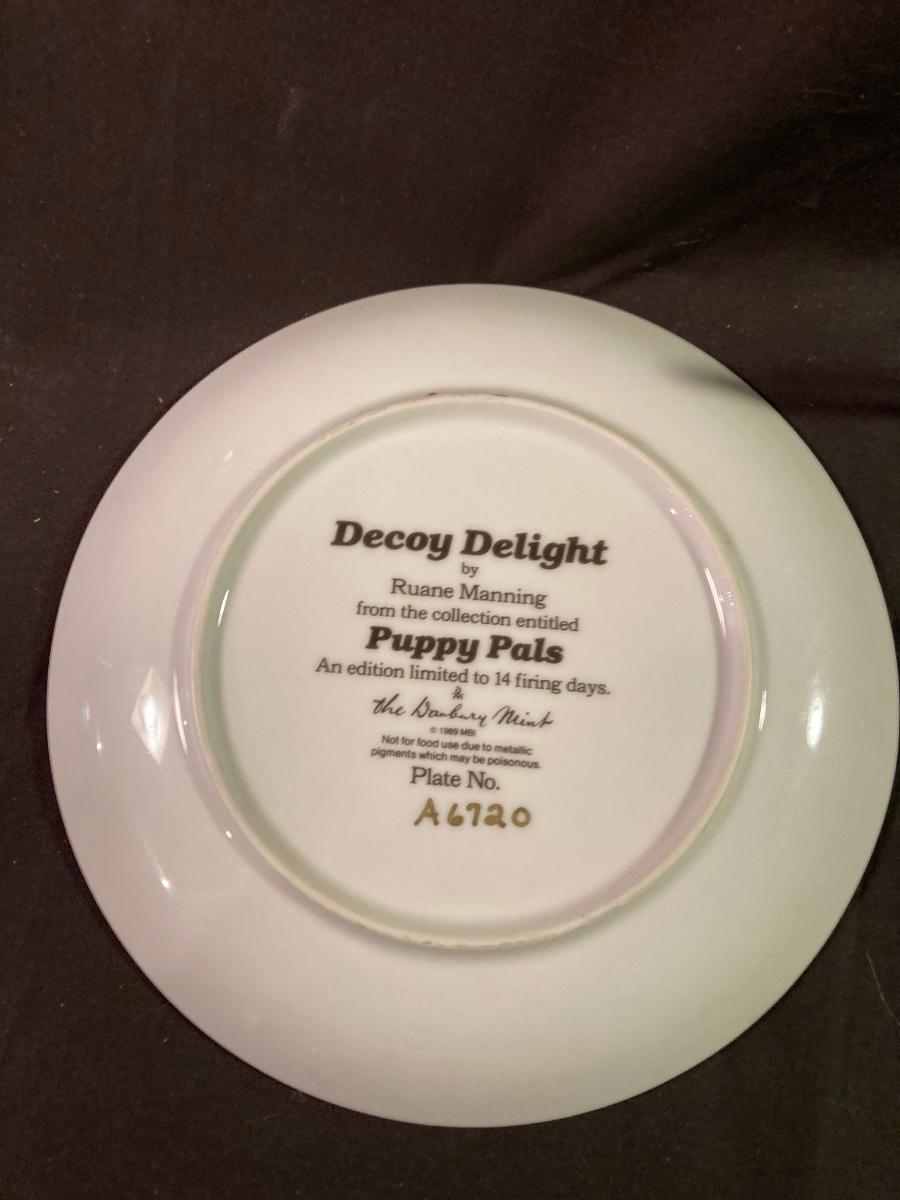 Decoy Delight
by
Ruane Manning
from the collection entitled
Puppy Pals
An edition limited to 14 firing days.
the Danbury Mint
© 1989 MBI
Not for food use due to metallic
pigments which may be poisonous.
Plate No.
A6720